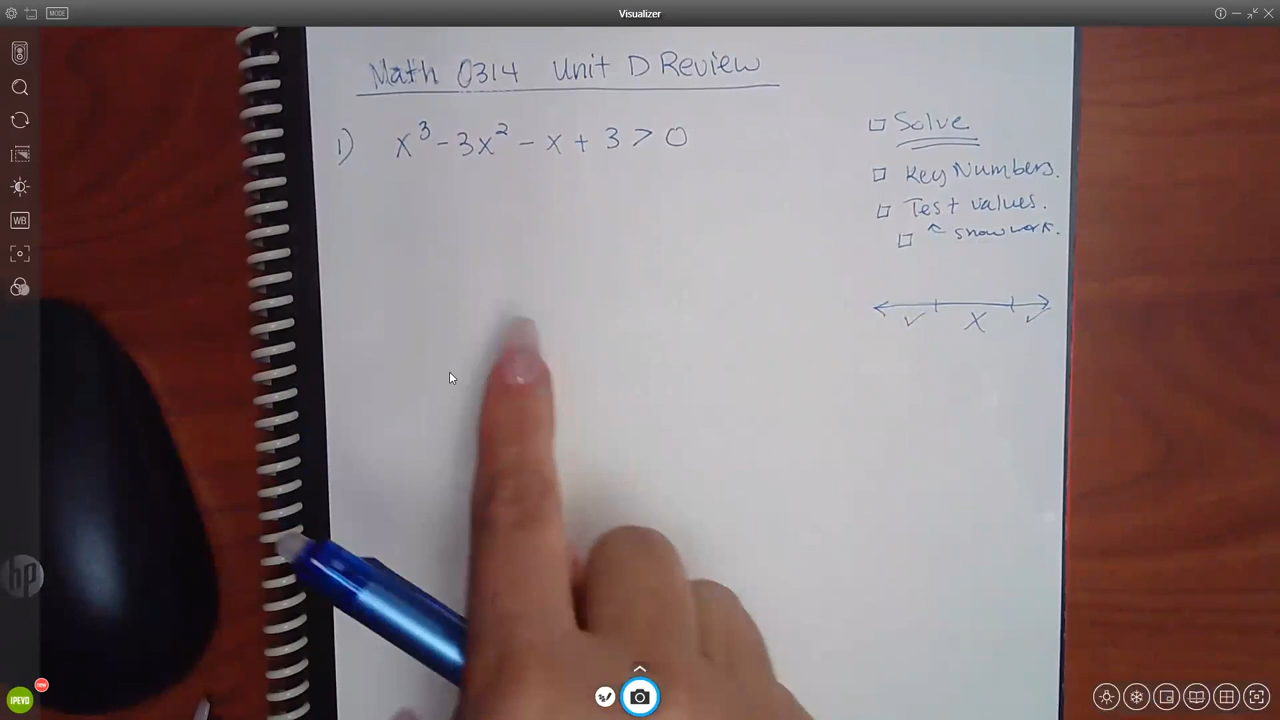 MODE
Visualizer
WB
Math 0314 Unit D Review
1) x³ - 3x² - x + 3 > 0
□ Solve
□ Key Numbers.
□ Test values.
□ ^ show work.
✓ X ✓
hp
IPEVO
new